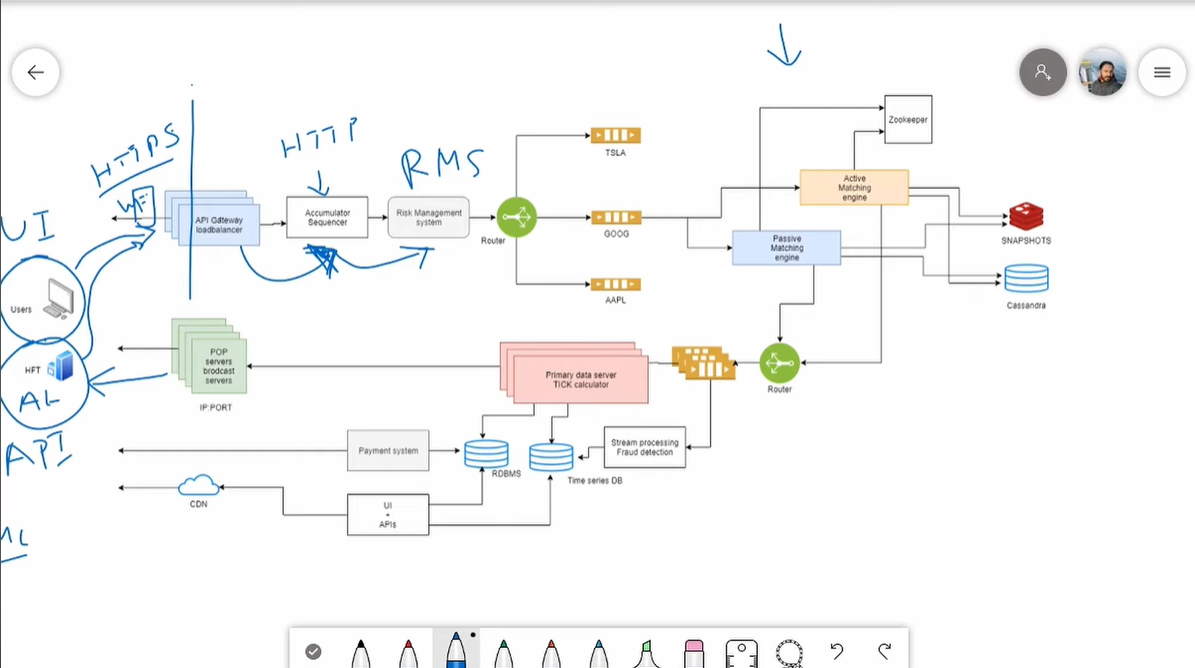 HTTPS
HTTP
RMS
UI
API Gateway
loadbalancer
Accumulator
Sequencer
Risk Management
system
Router
TSLA
GOOG
AAPL
Zookeeper
Active
Matching
engine
Passive
Matching
engine
SNAPSHOTS
Cassandra
Users
HFT
AL
API
POP
servers
brodcast
servers
IP:PORT
Primary data server
TICK calculator
Router
Payment system
RDBMS
Time series DB
Stream processing
Fraud detection
CDN
UI
+
APIs